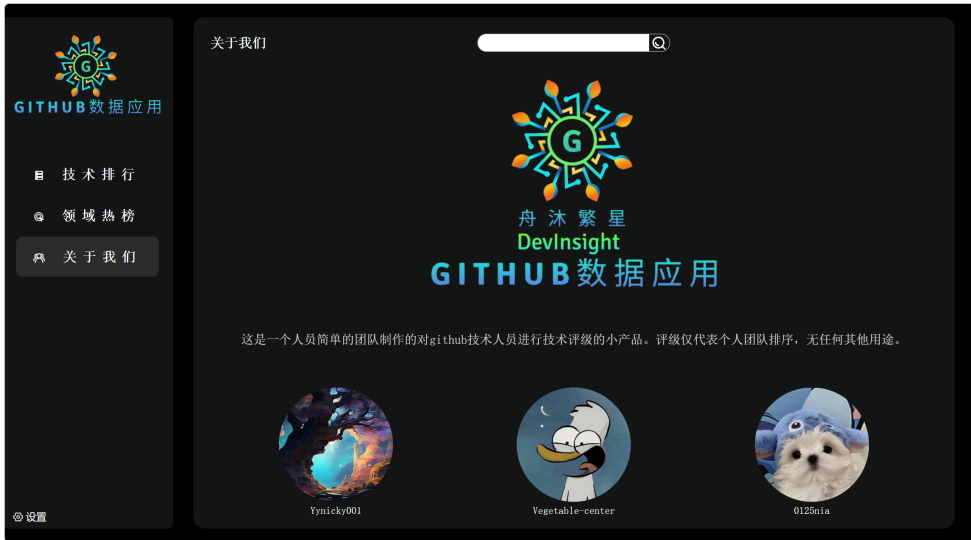 G
GITHUB数据应用
技术排行
领域热榜
关于我们
设置
关于我们
G
舟沐繁星
DevInsight
GITHUB数据应用
这是一个人员简单的团队制作的对github技术人员进行技术评级的小产品。评级仅代表个人团队排序，无任何其他用途。
Yynicky001
Vegetable-center
0125nia